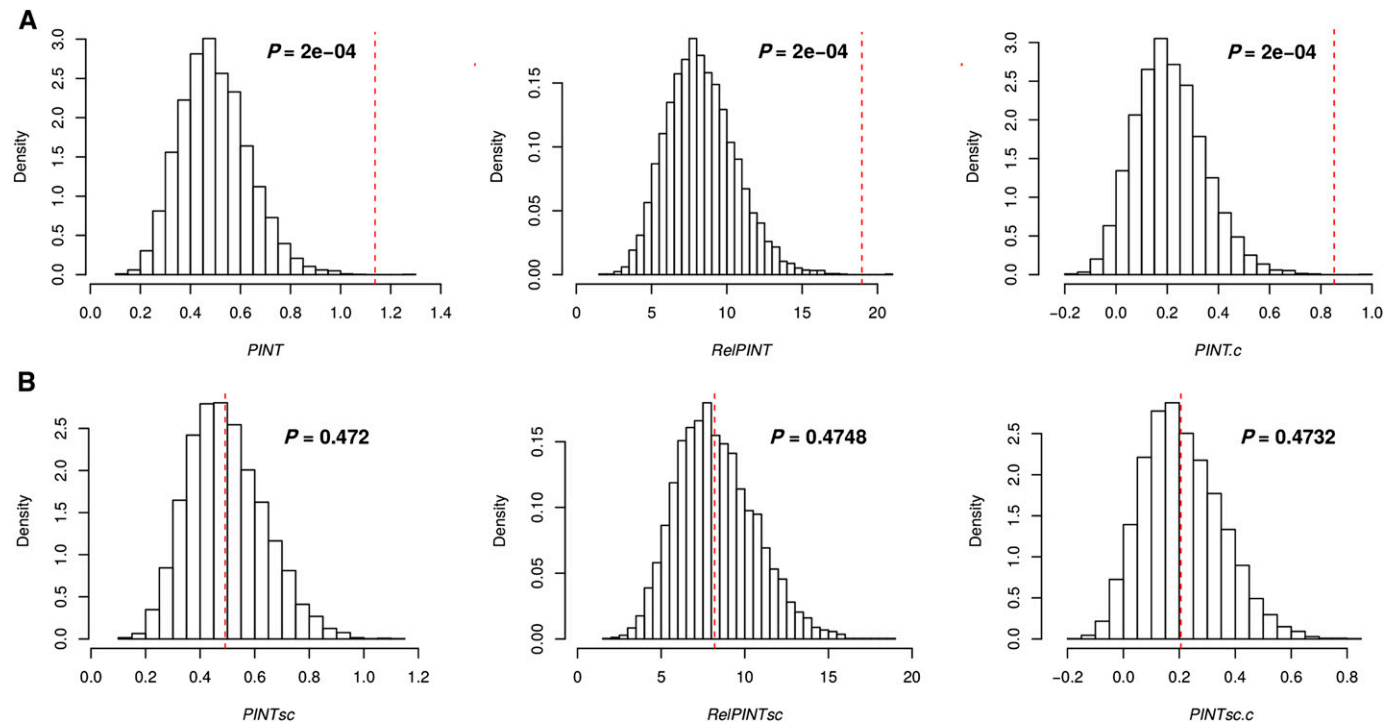 A
P = 2e−04
P = 2e−04
P = 2e−04
Density
0.0 0.5 1.0 1.5 2.0 2.5 3.0
0.0 0.2 0.4 0.6 0.8 1.0 1.2 1.4
PINT
Density
0.00 0.05 0.10 0.15
0 5 10 15 20
RelPINT
Density
0.0 0.5 1.0 1.5 2.0 2.5 3.0
−0.2 0.0 0.2 0.4 0.6 0.8 1.0
PINT.c
B
P = 0.472
P = 0.4748
P = 0.4732
Density
0.0 0.5 1.0 1.5 2.0 2.5
0.0 0.2 0.4 0.6 0.8 1.0 1.2
PINTsc
Density
0.00 0.05 0.10 0.15
0 5 10 15 20
RelPINTsc
Density
0.0 0.5 1.0 1.5 2.0 2.5
−0.2 0.0 0.2 0.4 0.6 0.8
PINTsc.c